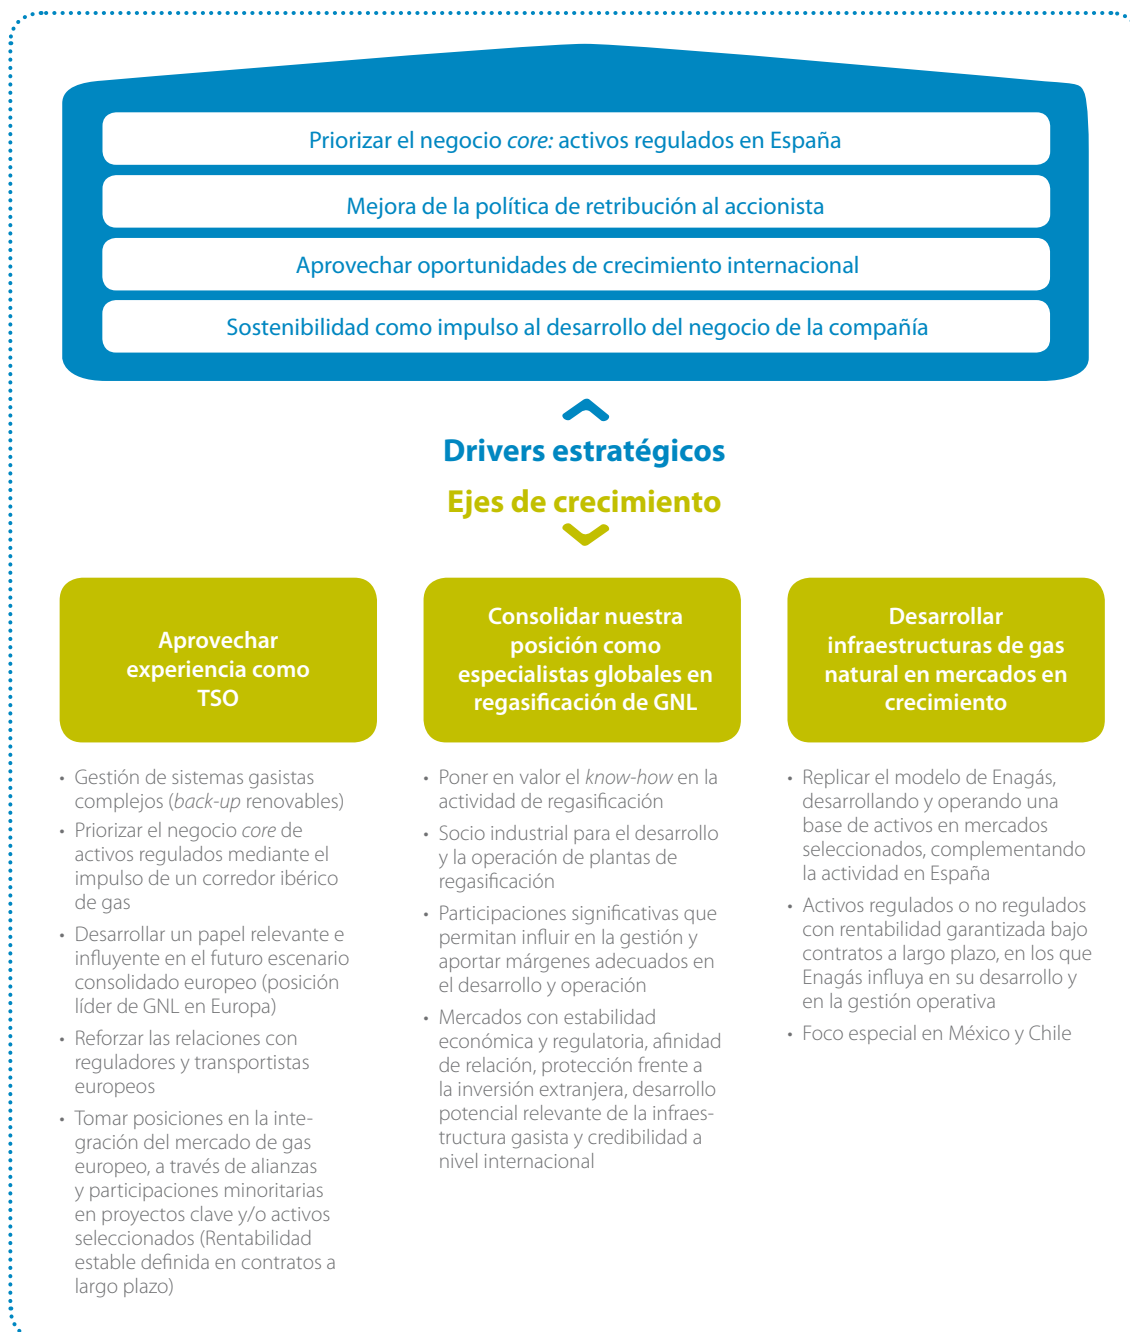 Priorizar el negocio core: activos regulados en España
Mejora de la política de retribución al accionista
Aprovechar oportunidades de crecimiento internacional
Sostenibilidad como impulso al desarrollo del negocio de la compañía
Drivers estratégicos
Ejes de crecimiento
Aprovechar
experiencia como
TSO
• Gestión de sistemas gasistas
complejos (back-up renovables)
• Priorizar el negocio core de
activos regulados mediante el
impulso de un corredor ibérico
de gas
• Desarrollar un papel relevante e
influyente en el futuro escenario
consolidado europeo (posición
líder de GNL en Europa)
• Reforzar las relaciones con
reguladores y transportistas
europeos
• Tomar posiciones en la inte-
gración del mercado de gas
europeo, a través de alianzas
y participaciones minoritarias
en proyectos clave y/o activos
seleccionados (Rentabilidad
estable definida en contratos a
largo plazo)
Consolidar nuestra
posición como
especialistas globales en
regasificación de GNL
• Poner en valor el know-how en la
actividad de regasificación
• Socio industrial para el desarrollo
y la operación de plantas de
regasificación
• Participaciones significativas que
permitan influir en la gestión y
aportar márgenes adecuados en
el desarrollo y operación
• Mercados con estabilidad
económica y regulatoria, afinidad
de relación, protección frente a
la inversión extranjera, desarrollo
potencial relevante de la infraes-
tructura gasista y credibilidad a
nivel internacional
Desarrollar
infraestructuras de gas
natural en mercados en
crecimiento
• Replicar el modelo de Enagás,
desarrollando y operando una
base de activos en mercados
seleccionados, complementando
la actividad en España
• Activos regulados o no regulados
con rentabilidad garantizada bajo
contratos a largo plazo, en los que
Enagás influya en su desarrollo y
en la gestión operativa
• Foco especial en México y Chile